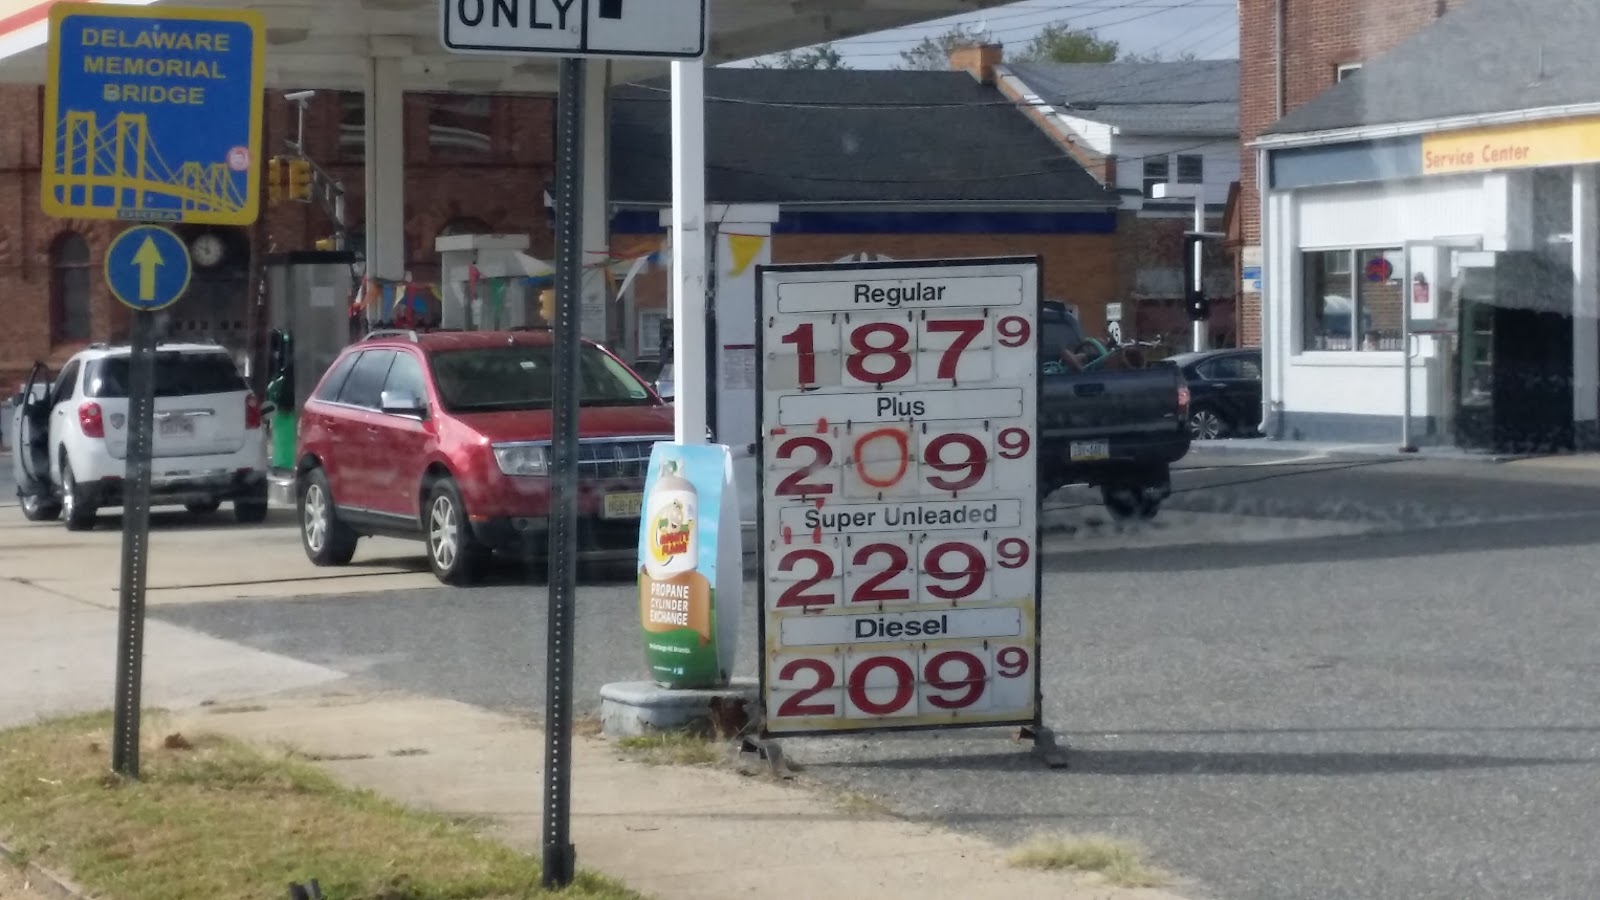 DELAWARE
MEMORIAL
BRIDGE
DRBA
ONLY
Service Center
Regular
187 9
Plus
209 9
Super Unleaded
229 9
Diesel
209 9
PROPANE
CYLINDER
EXCHANGE